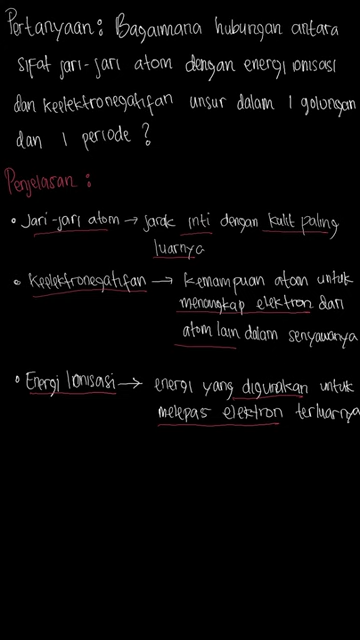 Pertanyaan : Bagaimana hubungan antara
sifat jari-jari atom dengan energi ionisasi
dan keelektronegatifan unsur dalam 1 golongan
dan 1 periode ?
Penjelasan :
• Jari-jari atom → jarak inti dengan kulit paling
luarnya
• Keelektronegatifan → kemampuan atom untuk
menangkap elektron dari
atom lain dalam senyawanya
• Energi Ionisasi → energi yang digunakan untuk
melepas elektron terluarnya